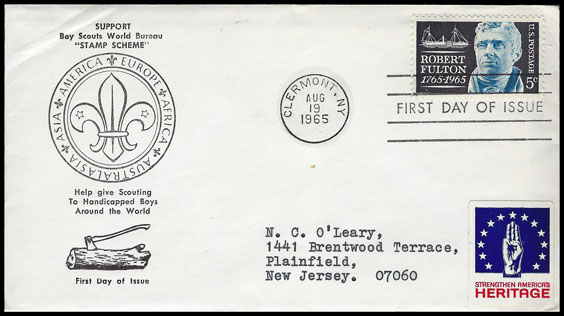 SUPPORT
Boy Scouts World Bureau
"STAMP SCHEME"
ASIA ✶ AMERICA ✶ EUROPE ✶ AFRICA ✶ AUSTRALASIA
Help give Scouting
To Handicapped Boys
Around the World
First Day of Issue
CLERMONT, NY
AUG
19
1965
ROBERT
FULTON
1765-1965
U.S. POSTAGE
5c
FIRST DAY OF ISSUE
N. C. O'Leary,
1441 Brentwood Terrace,
Plainfield,
New Jersey. 07060
STRENGTHEN AMERICA'S
HERITAGE